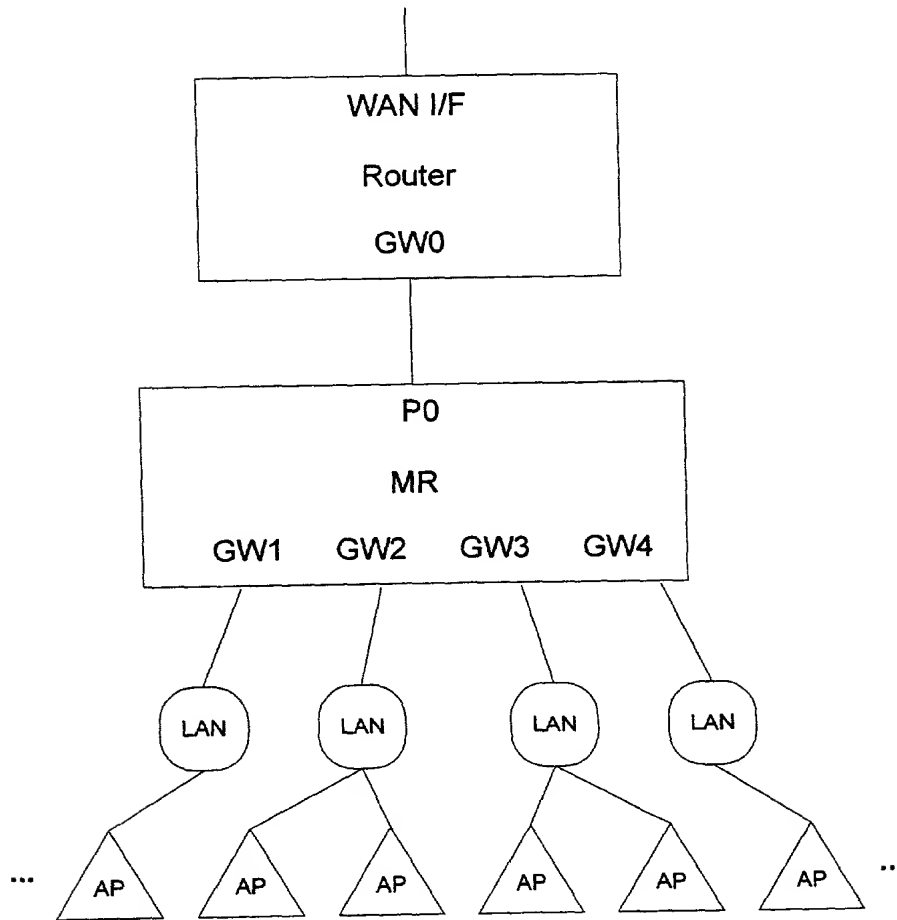 WAN I/F
Router
GW0
P0
MR
GW1 GW2 GW3 GW4
LAN LAN LAN LAN
... AP AP AP AP AP AP ..